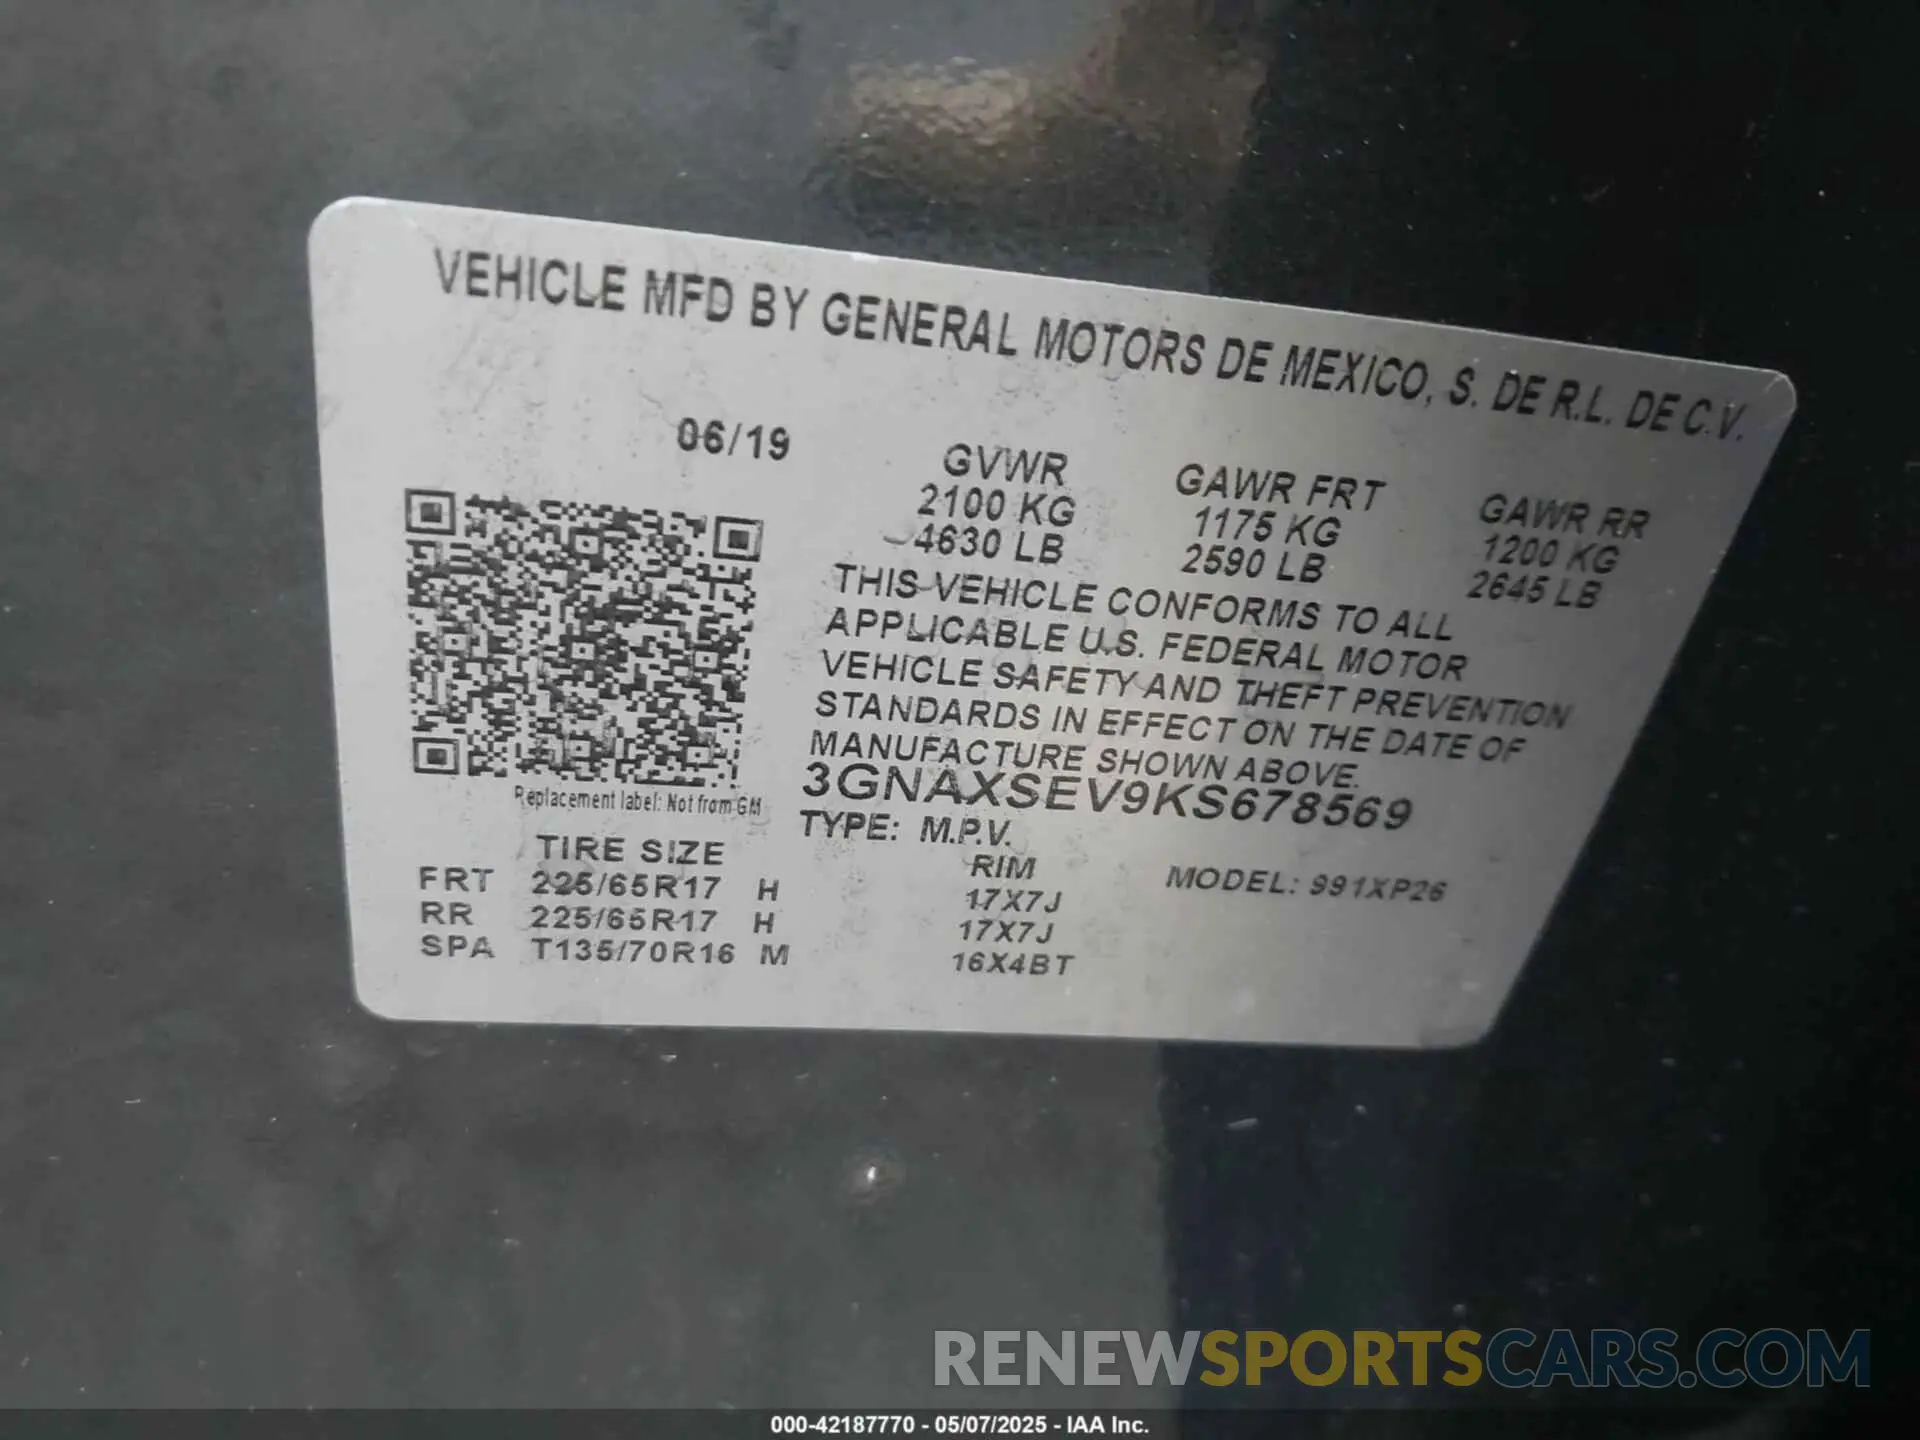 VEHICLE MFD BY GENERAL MOTORS DE MEXICO, S. DE R.L. DE C.V.
06/19
GVWR GAWR FRT GAWR RR
2100 KG 1175 KG 1200 KG
4630 LB 2590 LB 2645 LB
THIS VEHICLE CONFORMS TO ALL
APPLICABLE U.S. FEDERAL MOTOR
VEHICLE SAFETY AND THEFT PREVENTION
STANDARDS IN EFFECT ON THE DATE OF
MANUFACTURE SHOWN ABOVE.
3GNAXSEV9KS678569
Replacement label: Not from GM
TYPE: M.P.V. MODEL: 991XP26
TIRE SIZE RIM
FRT 225/65R17 H 17X7J
RR 225/65R17 H 17X7J
SPA T135/70R16 M 16X4BT
RENEWSPORTSCARS.COM
000-42187770 - 05/07/2025 - IAA Inc.